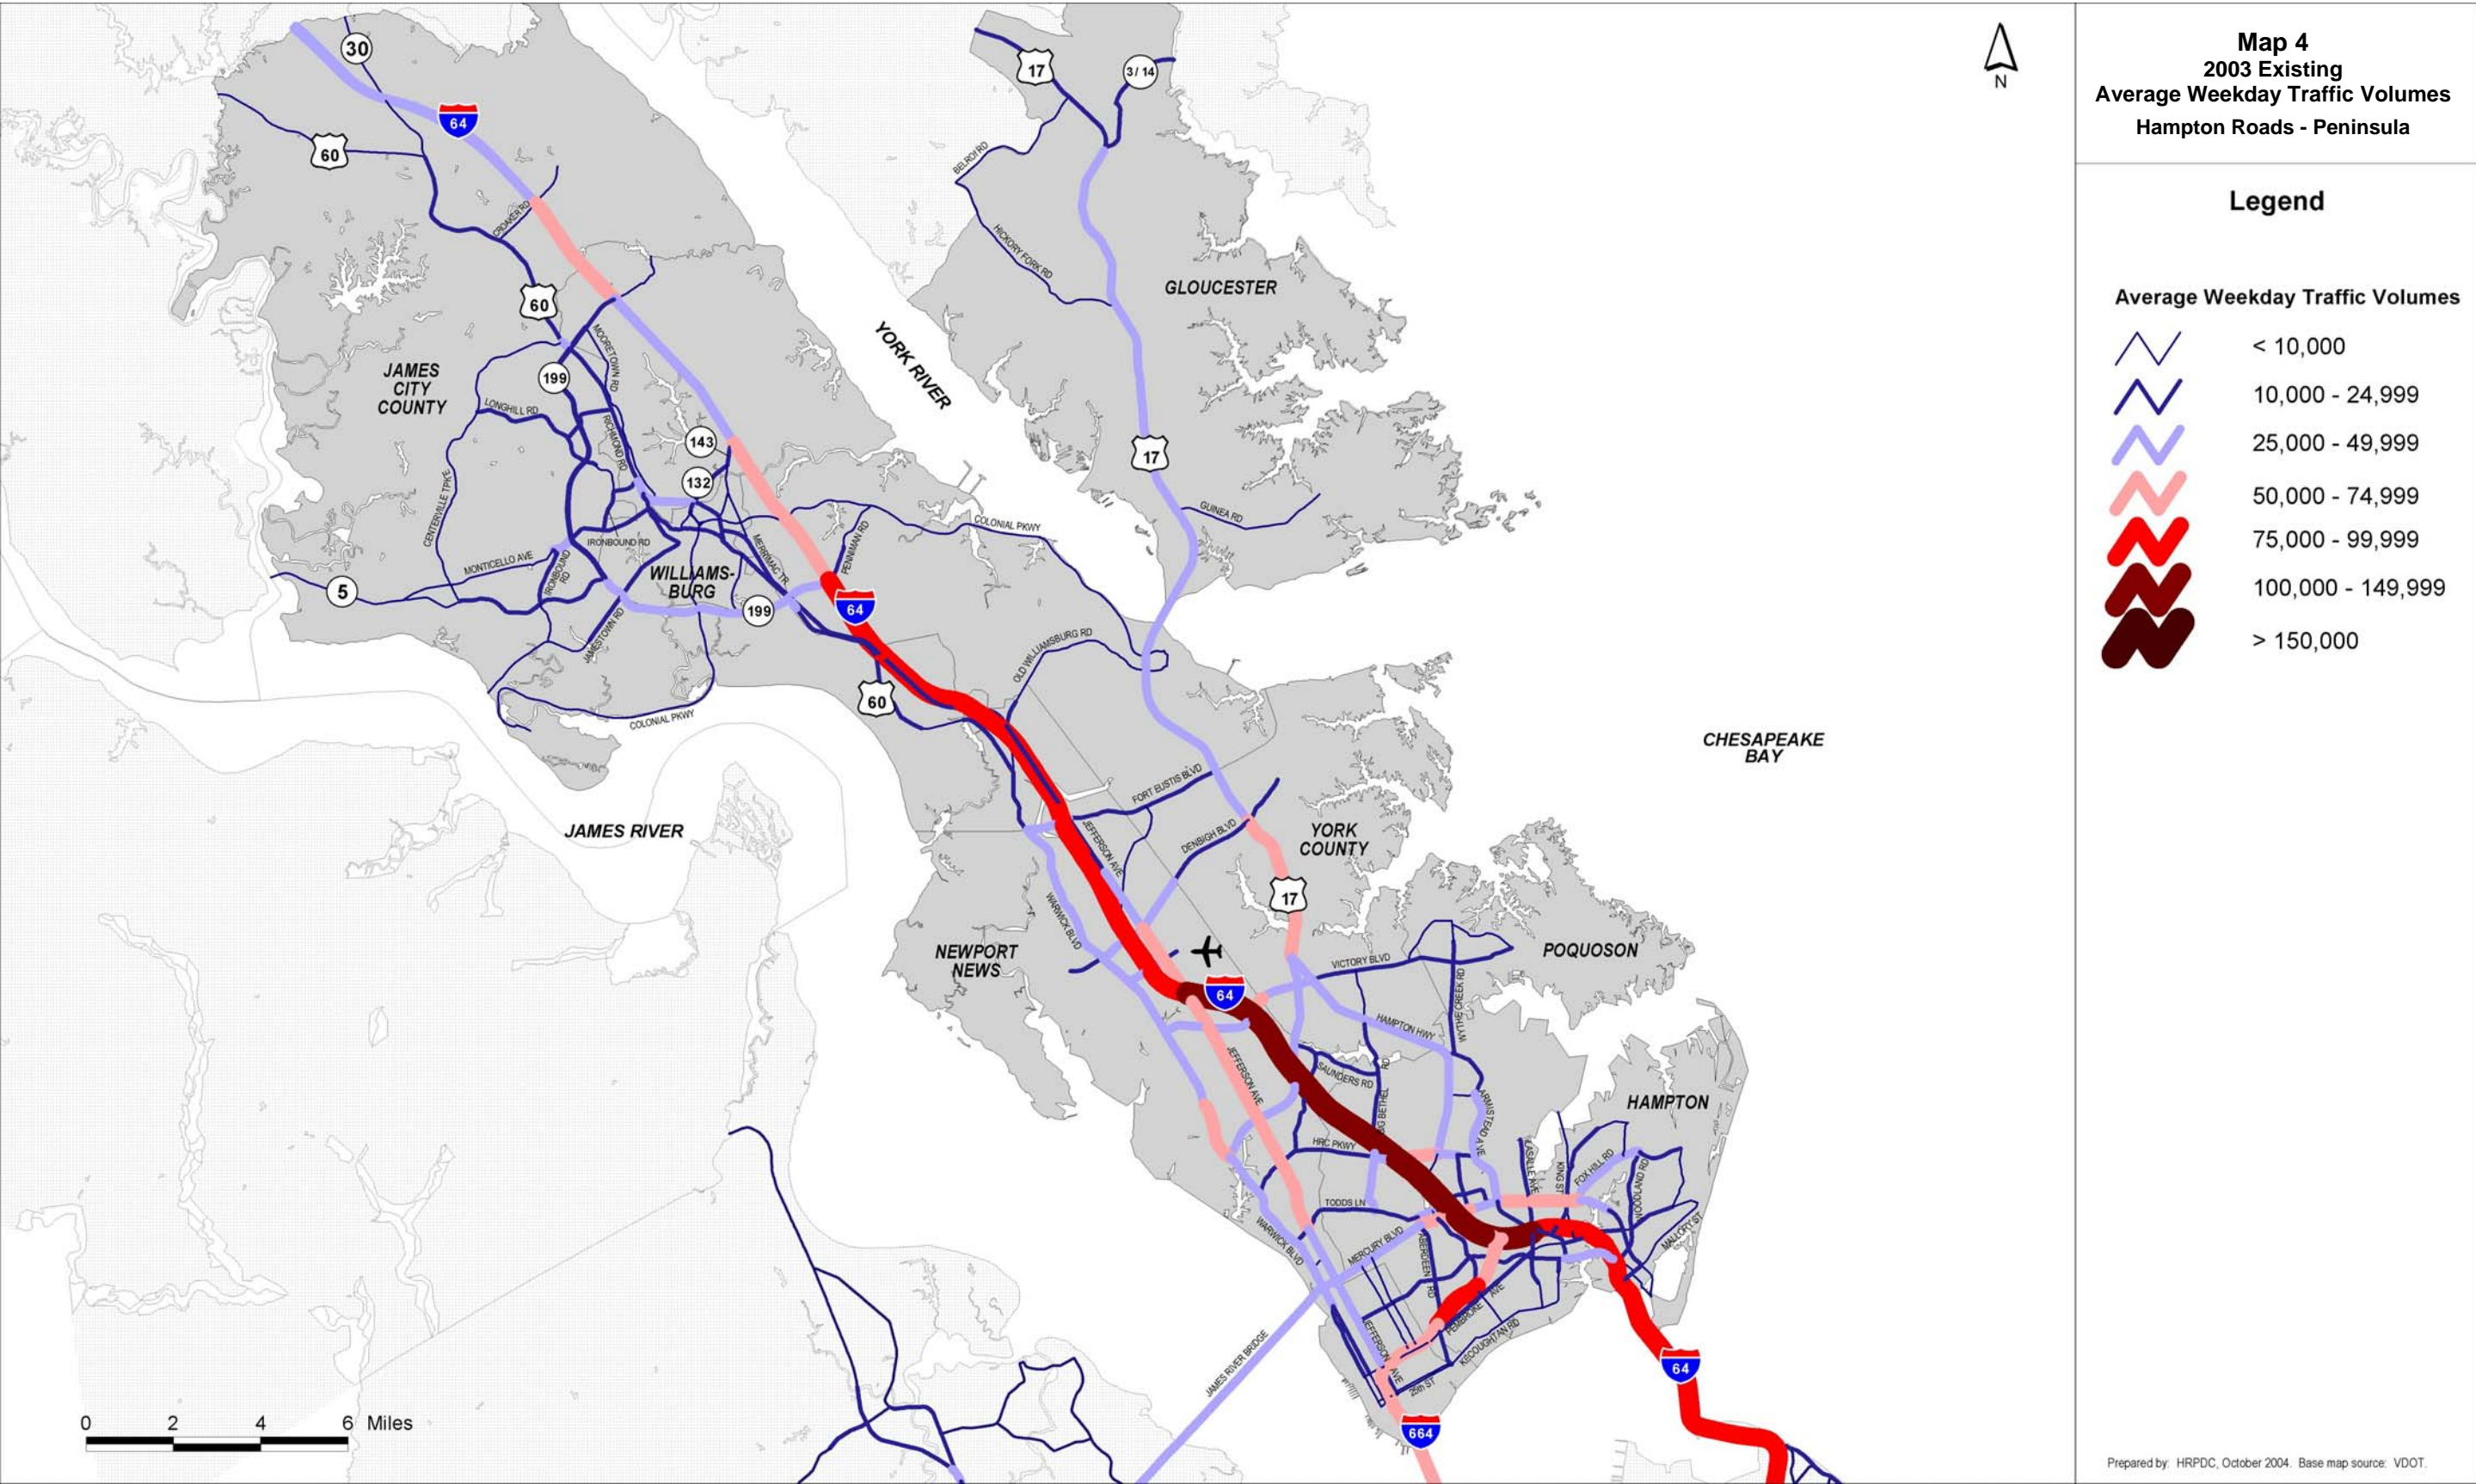 Map 4
2003 Existing
Average Weekday Traffic Volumes
Hampton Roads - Peninsula
Legend
Average Weekday Traffic Volumes
< 10,000
10,000 - 24,999
25,000 - 49,999
50,000 - 74,999
75,000 - 99,999
100,000 - 149,999
> 150,000
Prepared by: HRPDC, October 2004. Base map source: VDOT.
N
30
64
60
17
3/ 14
BELROI RD
CROAKER RD
HICKORY FORK RD
GLOUCESTER
60
YORK RIVER
MOORETOWN RD
JAMES
CITY
COUNTY
199
LONGHILL RD
RICHMOND RD
143
132
17
CENTERVILLE TPKE
GUINEA RD
COLONIAL PKWY
PENNIMAN RD
IRONBOUND RD
MERRIMAC TR
MONTICELLO AVE
IRONBOUND
RD
WILLIAMS-
BURG
5
199
64
JAMESTOWN RD
OLD WILLIAMSBURG RD
60
COLONIAL PKWY
CHESAPEAKE
BAY
JAMES RIVER
FORT EUSTIS BLVD
JEFFERSON AVE
DENBIGH BLVD
YORK
COUNTY
17
WARWICK BLVD
NEWPORT
NEWS
POQUOSON
VICTORY BLVD
64
WYTHE CREEK RD
HAMPTON HWY
JEFFERSON AVE
SAUNDERS RD
BIG BETHEL
RD
ARMISTEAD AVE
HAMPTON
HRC PKWY
LASALLE AVE
KING ST
FOX HILL RD
WOODLAND RD
TODDS LN
MALLORY ST
WARWICK BLVD
MERCURY BLVD
ABERDEEN
RD
PEMBROKE
AVE
JEFFERSON
AVE
KECOUGHTAN RD
25th ST
JAMES RIVER BRIDGE
64
664
0 2 4 6 Miles